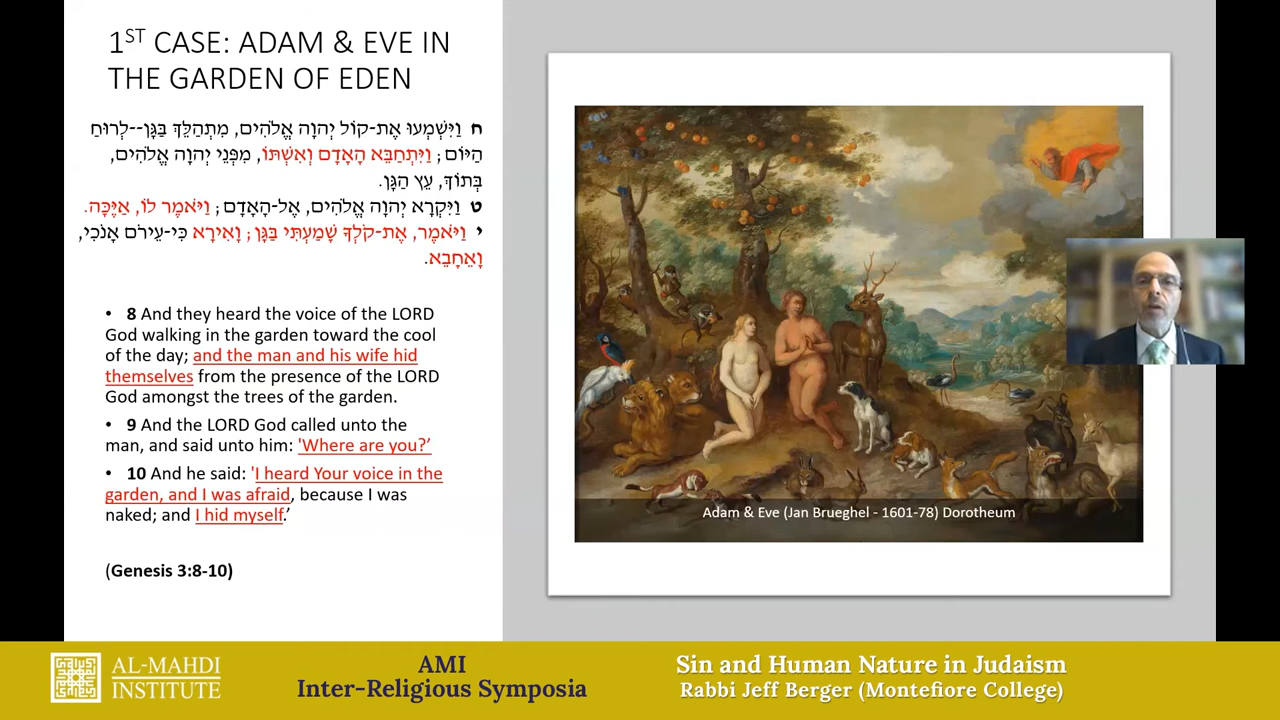 1ST CASE: ADAM & EVE IN
THE GARDEN OF EDEN
ח וַיִּשְׁמְעוּ אֶת-קוֹל יְהוָה אֱלֹהִים, מִתְהַלֵּךְ בַּגָּן--לְרוּחַ
הַיּוֹם; וַיִּתְחַבֵּא הָאָדָם וְאִשְׁתּוֹ, מִפְּנֵי יְהוָה אֱלֹהִים,
בְּתוֹךְ, עֵץ הַגָּן.
ט וַיִּקְרָא יְהוָה אֱלֹהִים, אֶל-הָאָדָם; וַיֹּאמֶר לוֹ, אַיֶּכָּה.
י וַיֹּאמֶר, אֶת-קֹלְךָ שָׁמַעְתִּי בַּגָּן; וָאִירָא כִּי-עֵירֹם אָנֹכִי,
וָאֵחָבֵא.
• 8 And they heard the voice of the LORD
God walking in the garden toward the cool
of the day; and the man and his wife hid
themselves from the presence of the LORD
God amongst the trees of the garden.
• 9 And the LORD God called unto the
man, and said unto him: 'Where are you?’
• 10 And he said: 'I heard Your voice in the
garden, and I was afraid, because I was
naked; and I hid myself.’
(Genesis 3:8-10)
Adam & Eve (Jan Brueghel - 1601-78) Dorotheum
AL-MAHDI
INSTITUTE
AMI
Inter-Religious Symposia
Sin and Human Nature in Judaism
Rabbi Jeff Berger (Montefiore College)